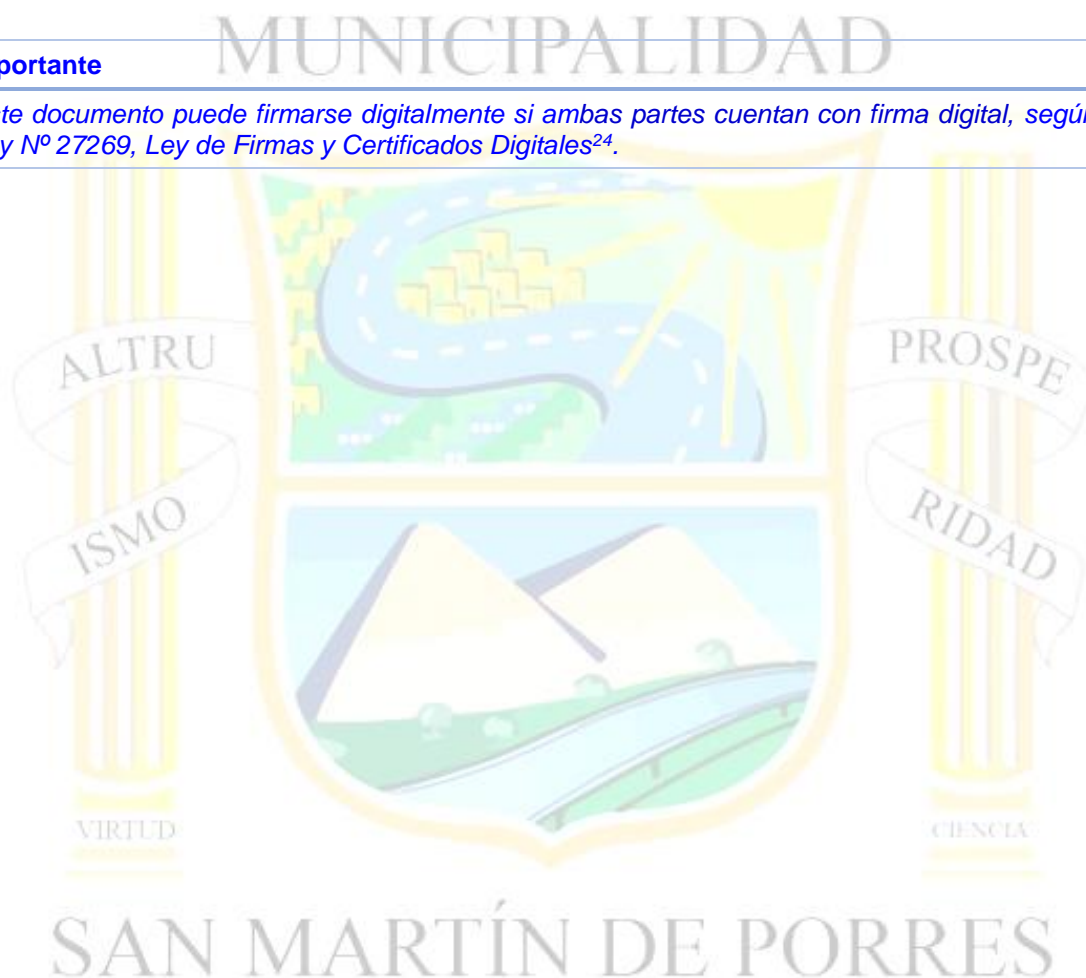 MUNICIPALIDAD
portante
te documento puede firmarse digitalmente si ambas partes cuentan con firma digital, segú
y Nº 27269, Ley de Firmas y Certificados Digitales²⁴.
ALTRU
PROSPE
ISMO
RIDAD
VIRTUD
CIENCIA
SAN MARTÍN DE PORRES